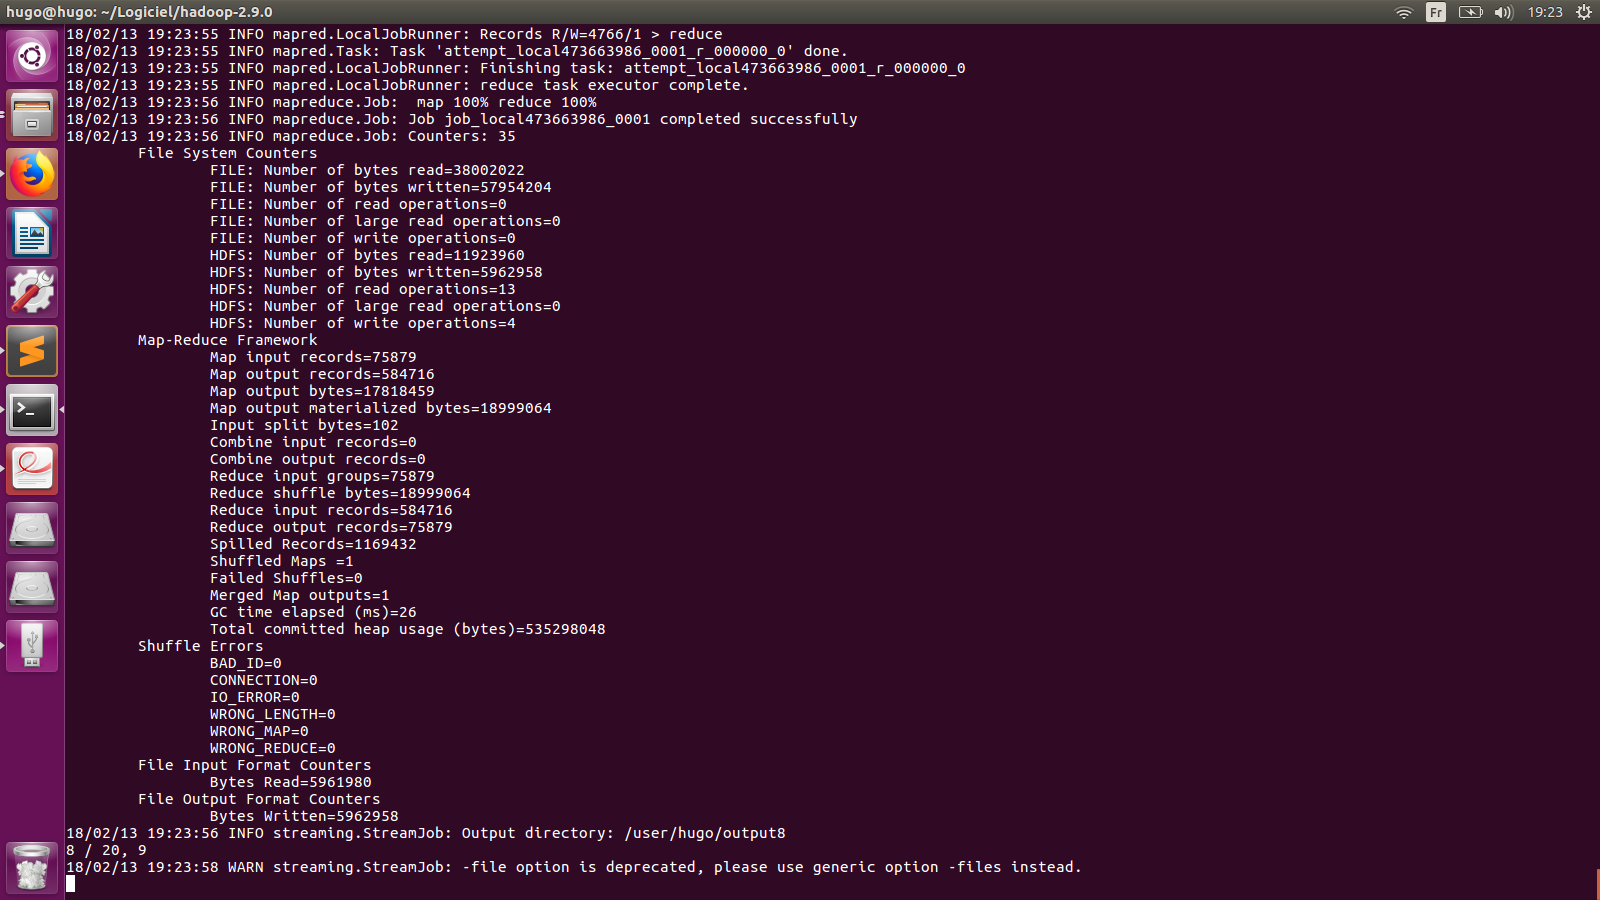 hugo@hugo: ~/Logiciel/hadoop-2.9.0
Fr
19:23
18/02/13 19:23:55 INFO mapred.LocalJobRunner: Records R/W=4766/1 > reduce
18/02/13 19:23:55 INFO mapred.Task: Task 'attempt_local473663986_0001_r_000000_0' done.
18/02/13 19:23:55 INFO mapred.LocalJobRunner: Finishing task: attempt_local473663986_0001_r_000000_0
18/02/13 19:23:55 INFO mapred.LocalJobRunner: reduce task executor complete.
18/02/13 19:23:56 INFO mapreduce.Job:  map 100% reduce 100%
18/02/13 19:23:56 INFO mapreduce.Job: Job job_local473663986_0001 completed successfully
18/02/13 19:23:56 INFO mapreduce.Job: Counters: 35
File System Counters
FILE: Number of bytes read=38002022
FILE: Number of bytes written=57954204
FILE: Number of read operations=0
FILE: Number of large read operations=0
FILE: Number of write operations=0
HDFS: Number of bytes read=11923960
HDFS: Number of bytes written=5962958
HDFS: Number of read operations=13
HDFS: Number of large read operations=0
HDFS: Number of write operations=4
Map-Reduce Framework
Map input records=75879
Map output records=584716
Map output bytes=17818459
Map output materialized bytes=18999064
Input split bytes=102
Combine input records=0
Combine output records=0
Reduce input groups=75879
Reduce shuffle bytes=18999064
Reduce input records=584716
Reduce output records=75879
Spilled Records=1169432
Shuffled Maps =1
Failed Shuffles=0
Merged Map outputs=1
GC time elapsed (ms)=26
Total committed heap usage (bytes)=535298048
Shuffle Errors
BAD_ID=0
CONNECTION=0
IO_ERROR=0
WRONG_LENGTH=0
WRONG_MAP=0
WRONG_REDUCE=0
File Input Format Counters
Bytes Read=5961980
File Output Format Counters
Bytes Written=5962958
18/02/13 19:23:56 INFO streaming.StreamJob: Output directory: /user/hugo/output8
8 / 20, 9
18/02/13 19:23:58 WARN streaming.StreamJob: -file option is deprecated, please use generic option -files instead.